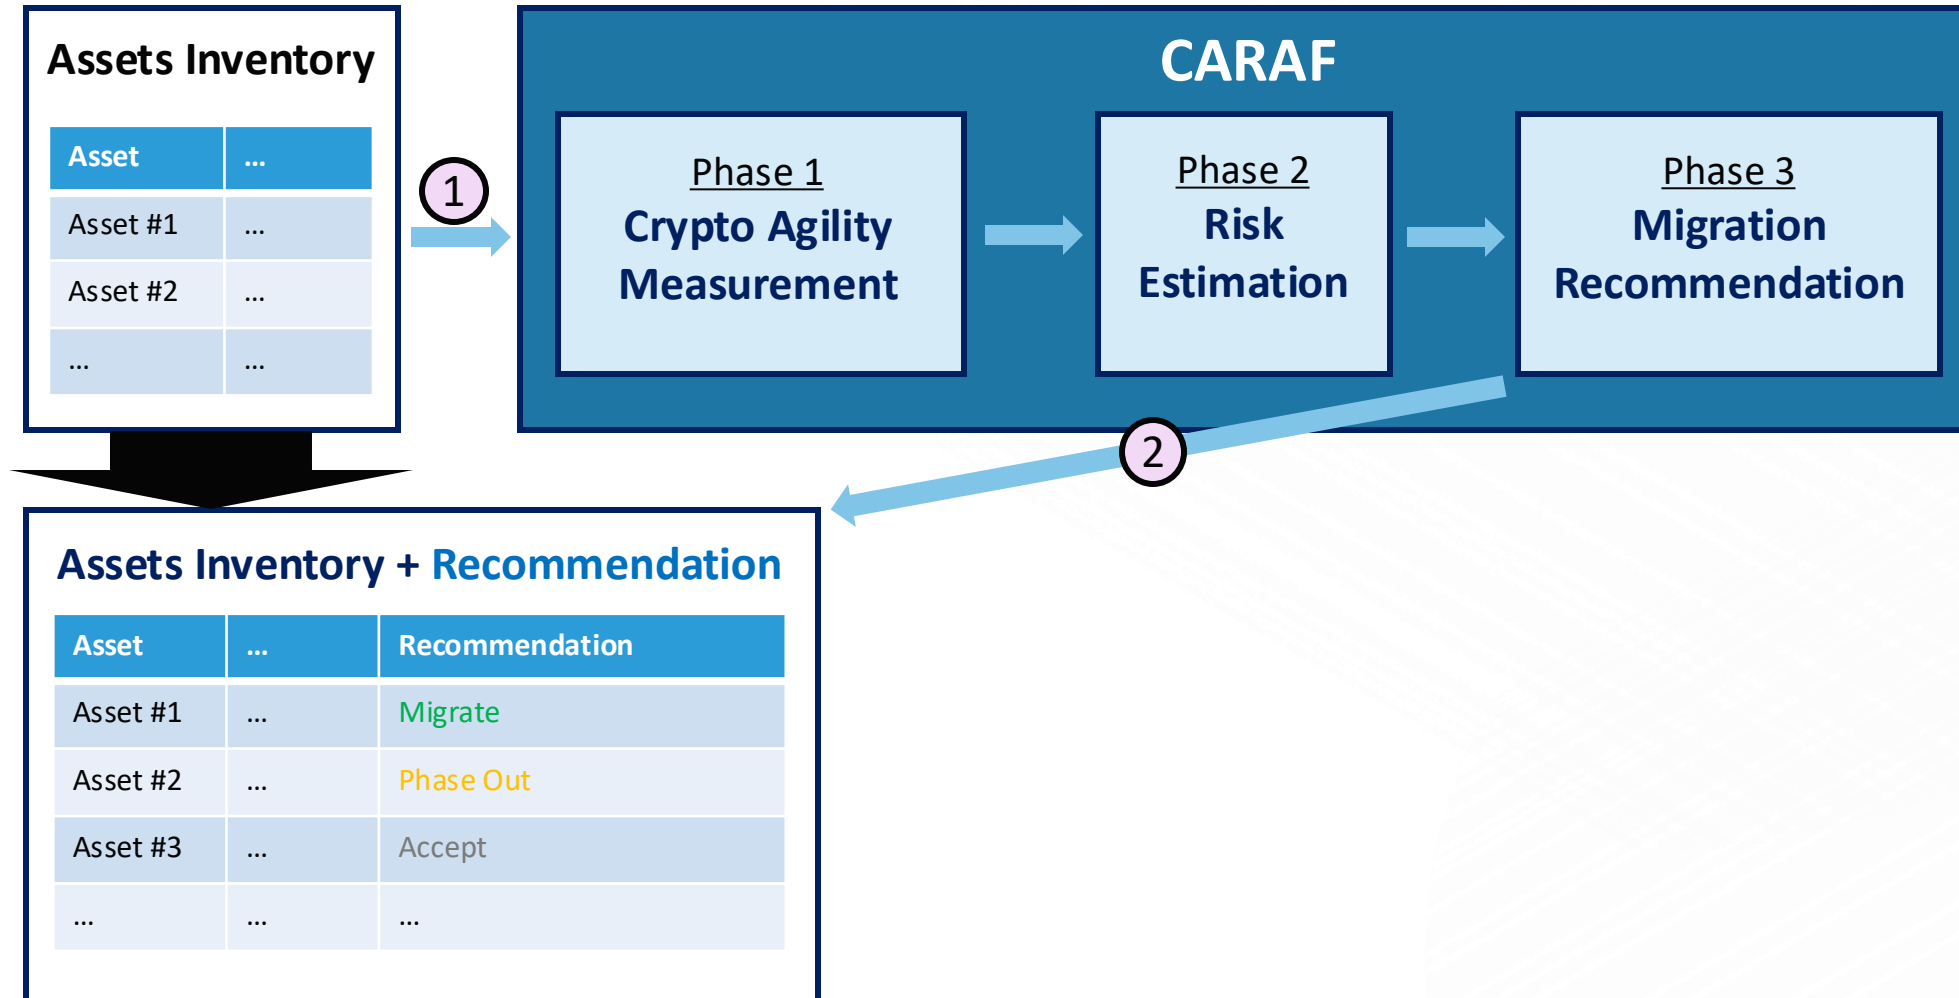 Assets Inventory
Asset ...
Asset #1 ...
Asset #2 ...
... ...
1
CARAF
Phase 1
Crypto Agility
Measurement
Phase 2
Risk
Estimation
Phase 3
Migration
Recommendation
2
Assets Inventory + Recommendation
Asset ... Recommendation
Asset #1 ... Migrate
Asset #2 ... Phase Out
Asset #3 ... Accept
... ... ...